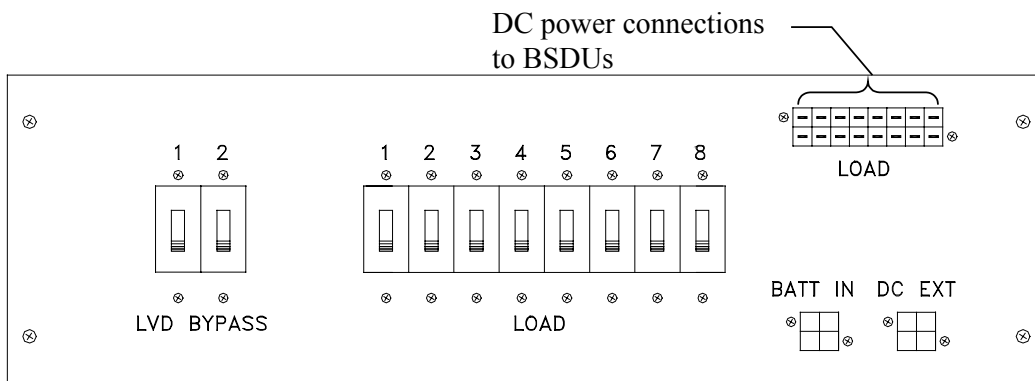 DC power connections
to BSDUs
LOAD
1 2
1 2 3 4 5 6 7 8
LVD BYPASS
LOAD
BATT IN DC EXT